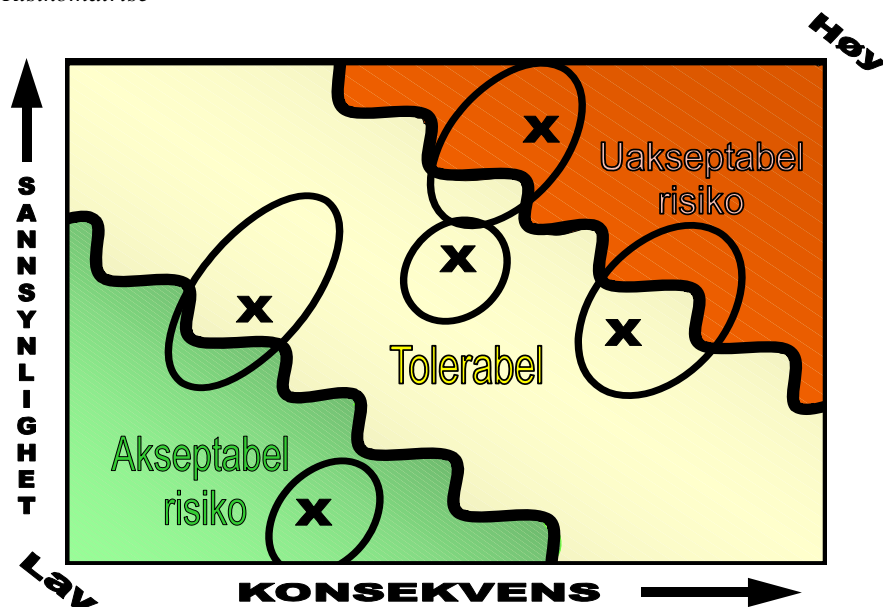 Høy
SANNSYNLIGHET
X
Uakseptabel
risiko
X
X
X
Tolerabel
Akseptabel
risiko
X
Lav
KONSEKVENS